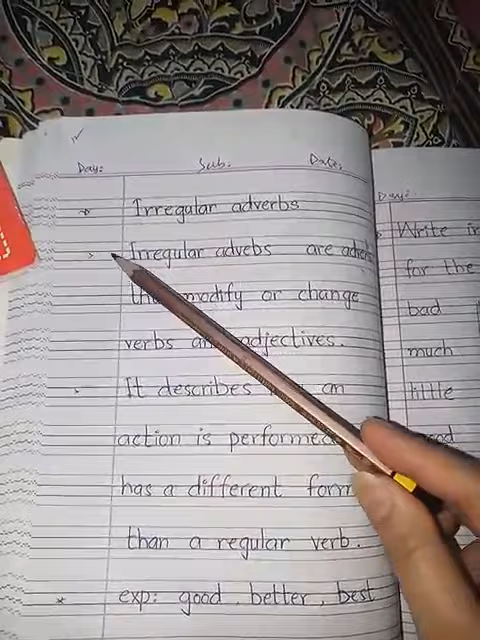 Day: Sub: Date:
Irregular adverbs
Irregular advebs are
modify or change
verbs adjectives.
It describes an
action is performed
has a different form
than a regular verb.
exp: good, better, best
Day:
Write
for the
bad
much
little